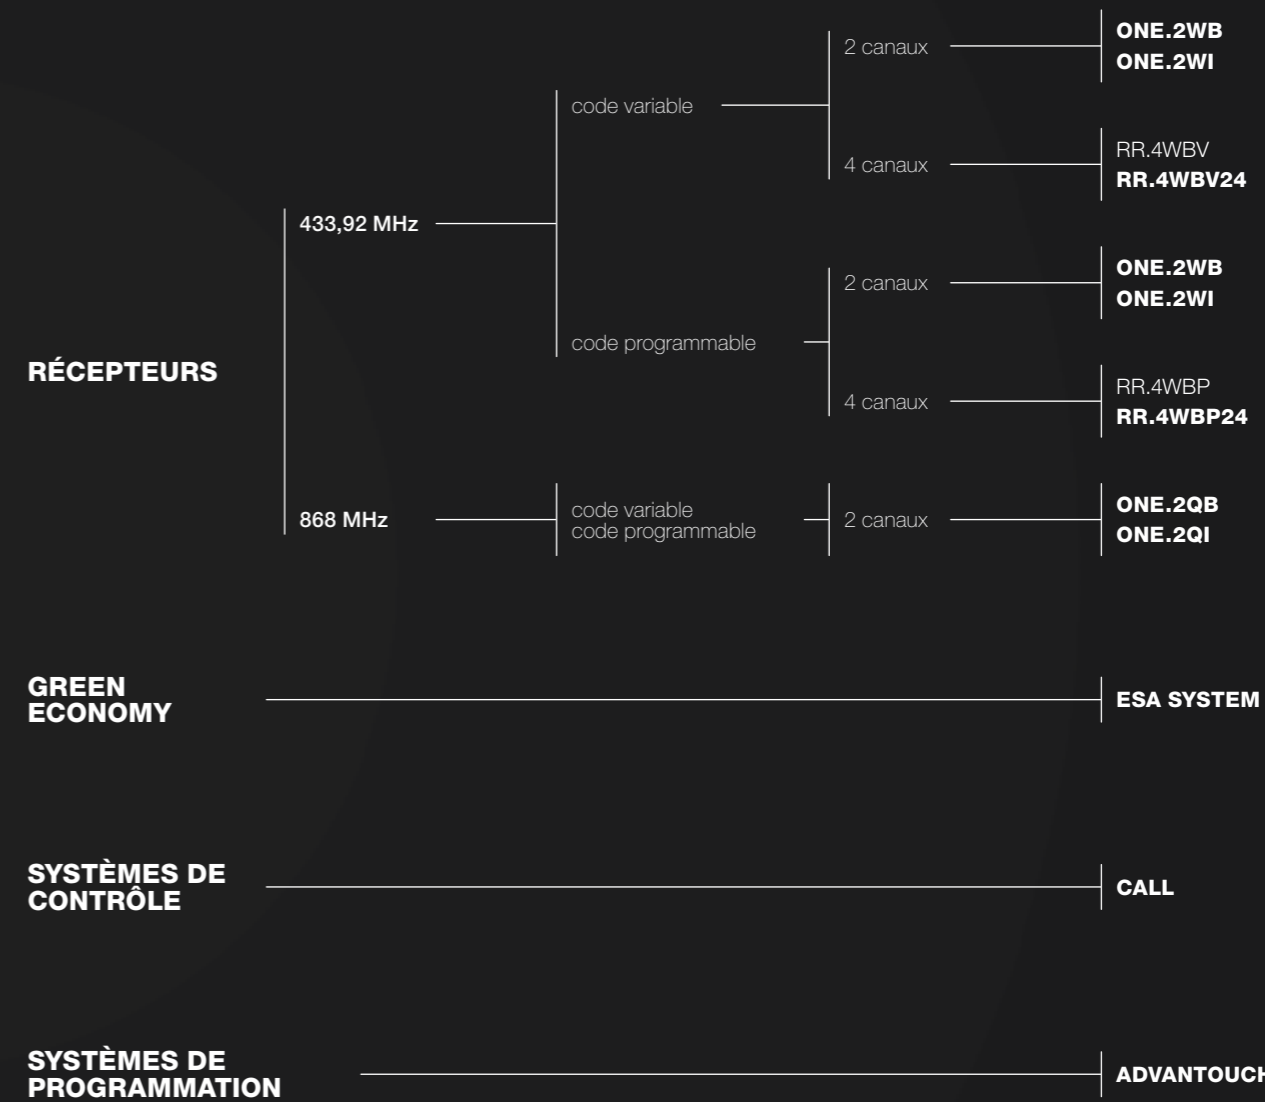 RÉCEPTEURS
433,92 MHz
code variable
2 canaux
ONE.2WB
ONE.2WI
4 canaux
RR.4WBV
RR.4WBV24
code programmable
2 canaux
ONE.2WB
ONE.2WI
4 canaux
RR.4WBP
RR.4WBP24
868 MHz
code variable
code programmable
2 canaux
ONE.2QB
ONE.2QI
GREEN
ECONOMY
ESA SYSTEM
SYSTÈMES DE
CONTRÔLE
CALL
SYSTÈMES DE
PROGRAMMATION
ADVANTOUCH